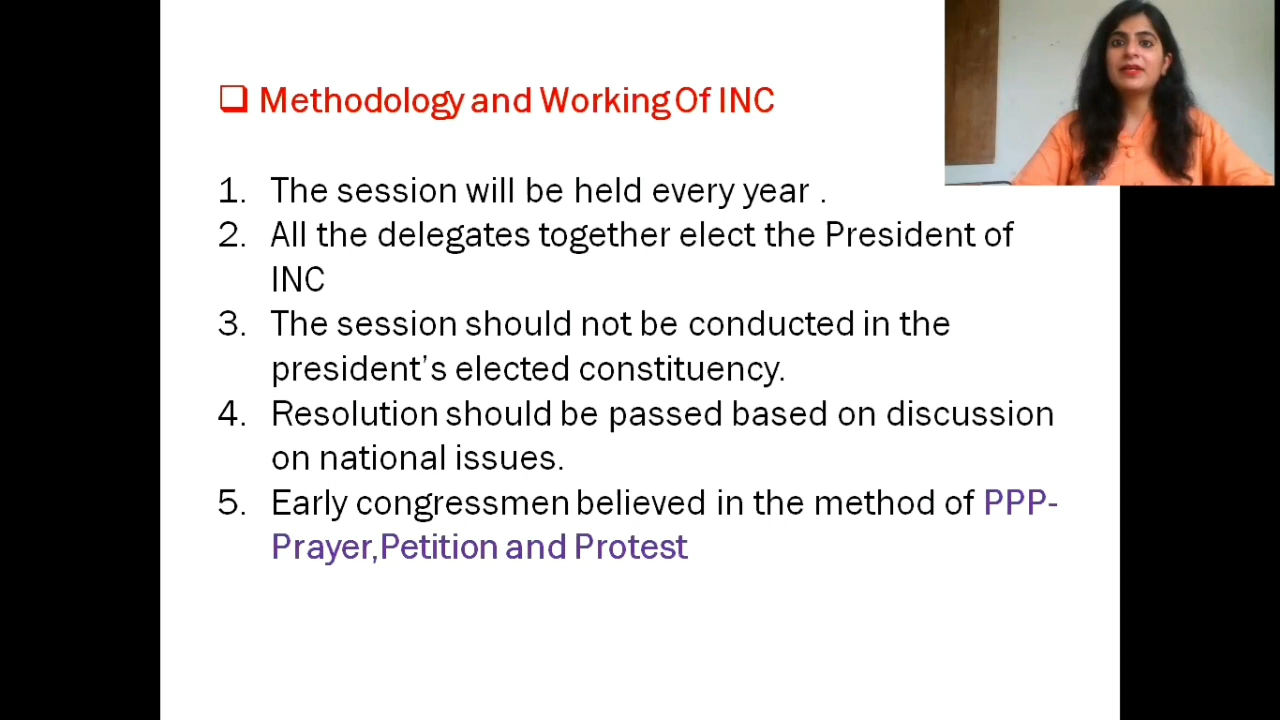 Methodology and Working Of INC
1. The session will be held every year .
2. All the delegates together elect the President of
INC
3. The session should not be conducted in the
president’s elected constituency.
4. Resolution should be passed based on discussion
on national issues.
5. Early congressmen believed in the method of PPP-
Prayer,Petition and Protest